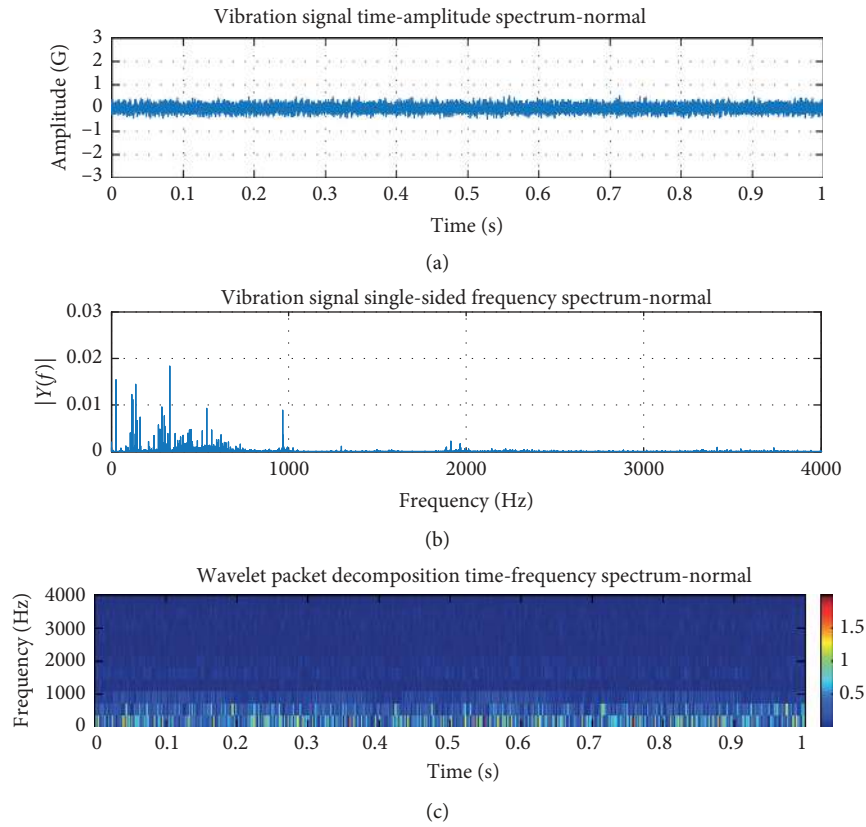 Vibration signal time-amplitude spectrum-normal
3
2
1
0
–1
–2
–3
Amplitude (G)
0 0.1 0.2 0.3 0.4 0.5 0.6 0.7 0.8 0.9 1
Time (s)
(a)
Vibration signal single-sided frequency spectrum-normal
0.03
0.02
0.01
0
|Y(f)|
0 1000 2000 3000 4000
Frequency (Hz)
(b)
Wavelet packet decomposition time-frequency spectrum-normal
4000
3000
2000
1000
0
Frequency (Hz)
1.5
1
0.5
0 0.1 0.2 0.3 0.4 0.5 0.6 0.7 0.8 0.9 1
Time (s)
(c)